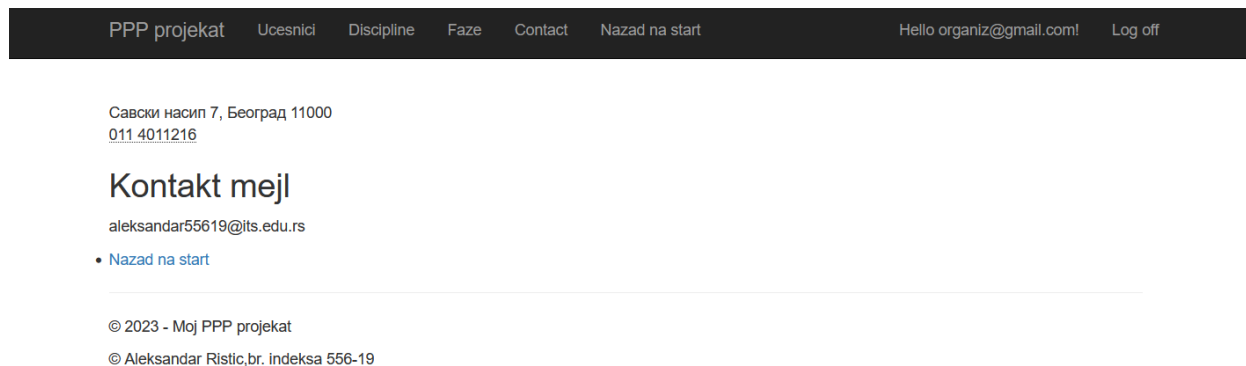 PPP projekat Ucesnici Discipline Faze Contact Nazad na start Hello organiz@gmail.com! Log off
Савски насип 7, Београд 11000
011 4011216
Kontakt mejl
aleksandar55619@its.edu.rs
• Nazad na start
© 2023 - Moj PPP projekat
© Aleksandar Ristic,br. indeksa 556-19